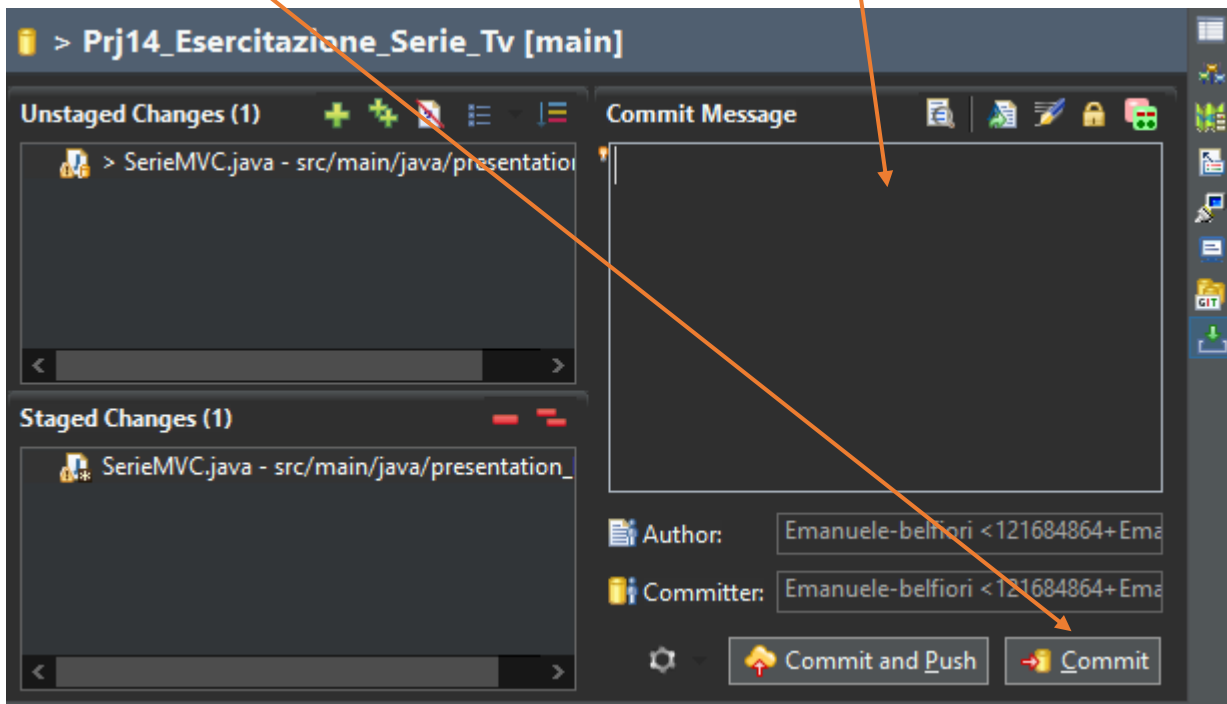 > Prj14_Esercitazione_Serie_Tv [main]
Unstaged Changes (1)
> SerieMVC.java - src/main/java/presentation
Staged Changes (1)
SerieMVC.java - src/main/java/presentation_
Commit Message
Author:
Emanuele-belfiori <121684864+Ema
Committer:
Emanuele-belfiori <121684864+Ema
Commit and Push
Commit
GIT